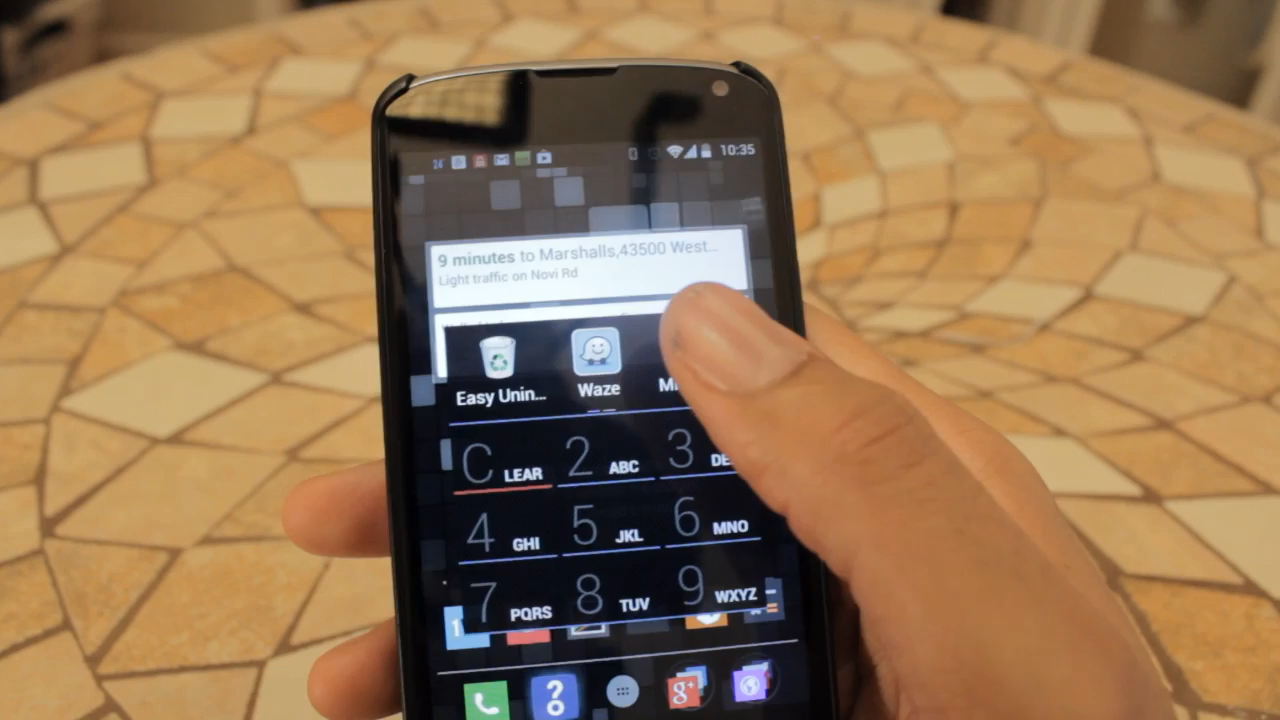 24° 10:35
9 minutes to Marshalls,43500 West...
Light traffic on Novi Rd
Easy Unin... Waze
C LEAR 2 ABC 3
4 GHI 5 JKL 6 MNO
7 PQRS 8 TUV 9 WXYZ
g+